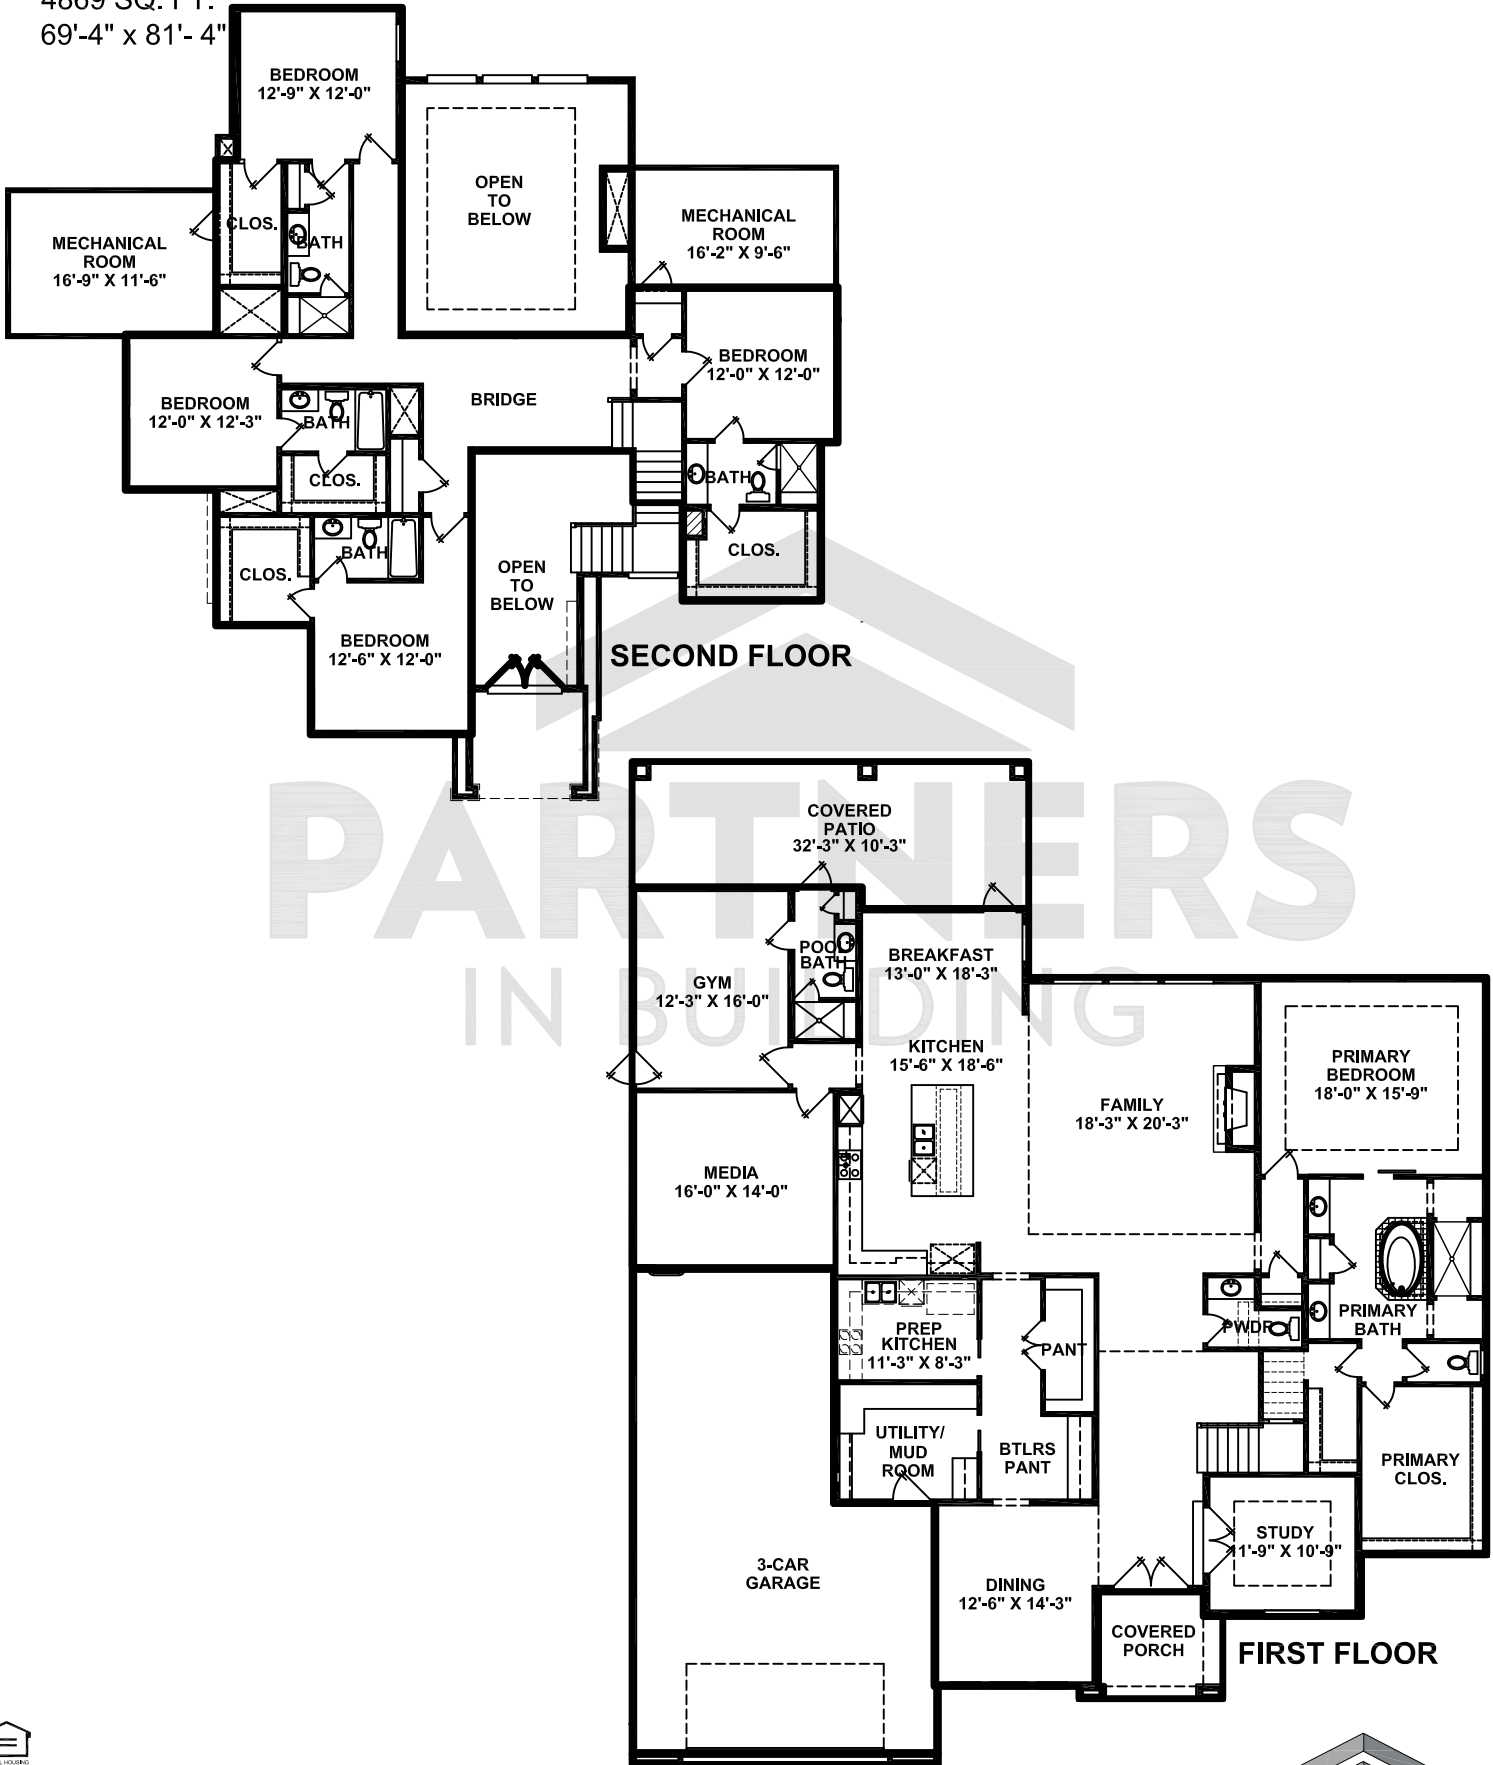 4869 SQ. FT.
69'-4" x 81'- 4"
BEDROOM
12'-9" X 12'-0"
OPEN
TO
BELOW
CLOS.
BATH
MECHANICAL
ROOM
16'-9" X 11'-6"
MECHANICAL
ROOM
16'-2" X 9'-6"
BEDROOM
12'-0" X 12'-0"
BEDROOM
12'-0" X 12'-3"
BRIDGE
BATH
CLOS.
BATH
CLOS.
BATH
CLOS.
OPEN
TO
BELOW
BEDROOM
12'-6" X 12'-0"
SECOND FLOOR
PARTNERS
IN BUILDING
COVERED
PATIO
32'-3" X 10'-3"
POOL
BATH
BREAKFAST
13'-0" X 18'-3"
GYM
12'-3" X 16'-0"
KITCHEN
15'-6" X 18'-6"
FAMILY
18'-3" X 20'-3"
PRIMARY
BEDROOM
18'-0" X 15'-9"
MEDIA
16'-0" X 14'-0"
PREP
KITCHEN
11'-3" X 8'-3"
PANT
PWDR
PRIMARY
BATH
UTILITY/
MUD
ROOM
BTLRS
PANT
PRIMARY
CLOS.
STUDY
11'-9" X 10'-9"
3-CAR
GARAGE
DINING
12'-6" X 14'-3"
COVERED
PORCH
FIRST FLOOR
HOUSING